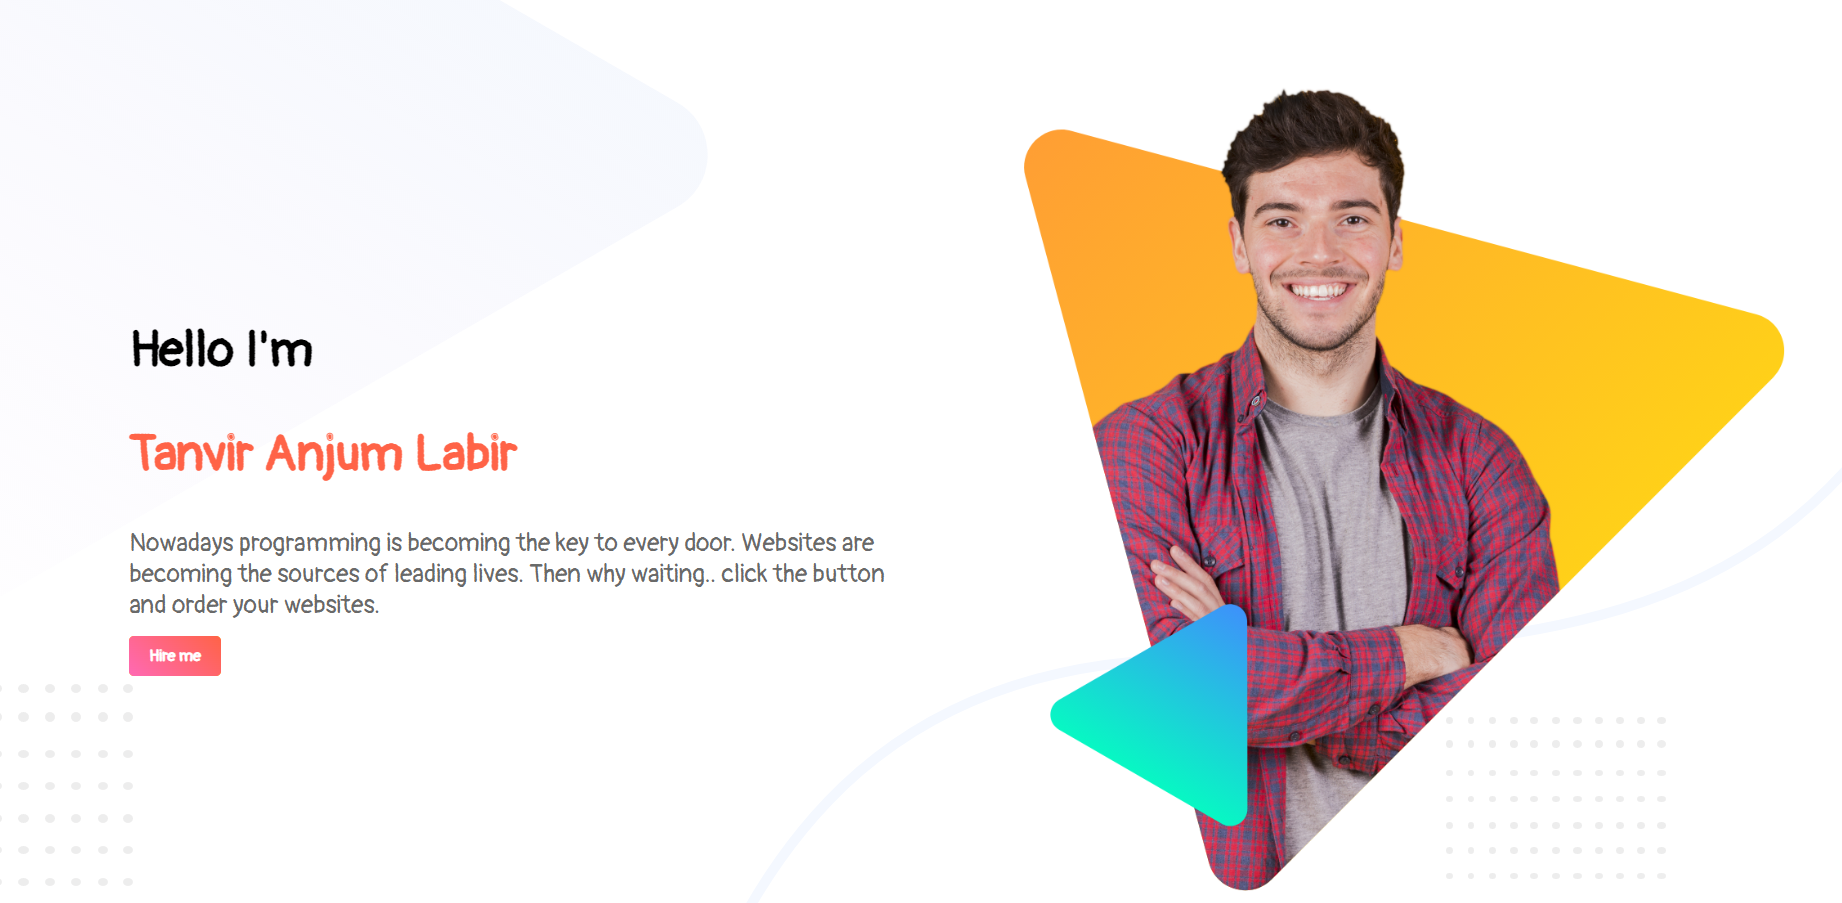 Hello I'm
Tanvir Anjum Labir
Nowadays programming is becoming the key to every door. Websites are
becoming the sources of leading lives. Then why waiting.. click the button
and order your websites.
Hire me